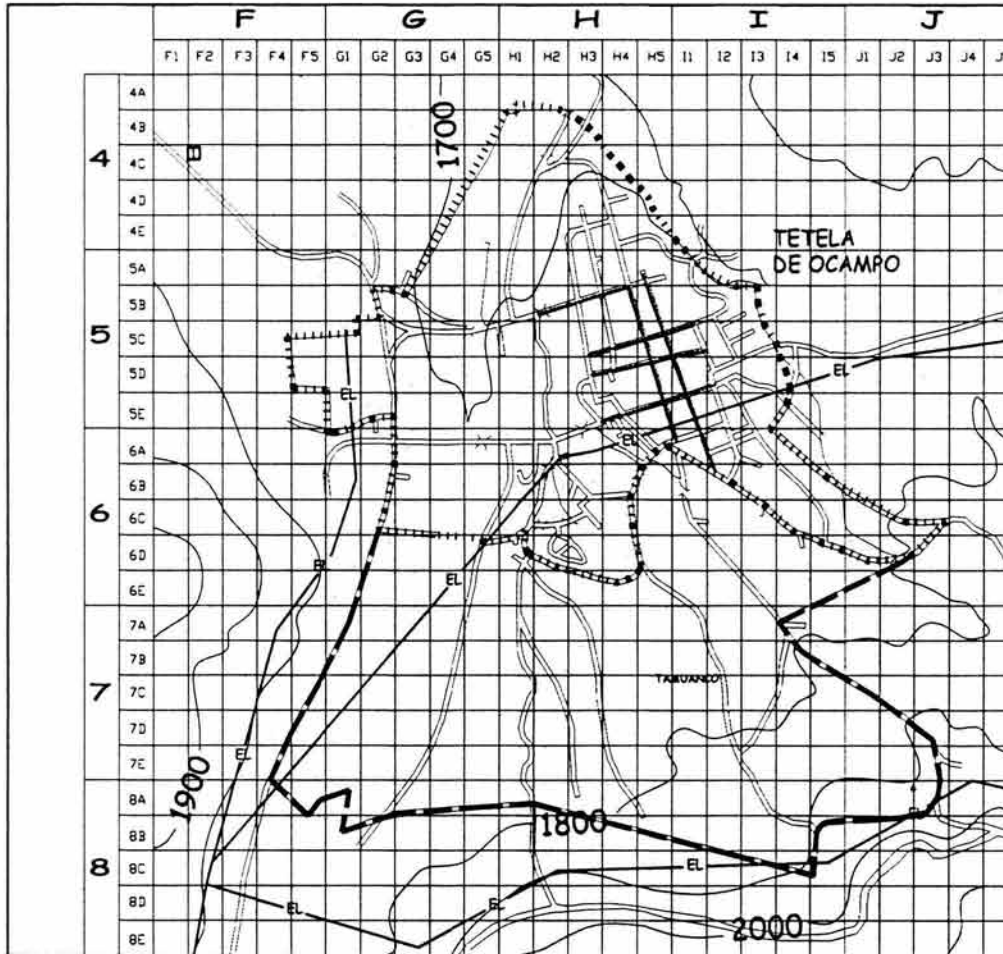 F G H I J
F1 F2 F3 F4 F5 G1 G2 G3 G4 G5 H1 H2 H3 H4 H5 I1 I2 I3 I4 I5 J1 J2 J3 J4
4
4A
4B
4C
4D
4E
5
5A
5B
5C
5D
5E
6
6A
6B
6C
6D
6E
7
7A
7B
7C
7D
7E
8
8A
8B
8C
8D
8E
B
1700
TETELA
DE OCAMPO
EL
EL
EL
EL
EL
EL
EL
EL
EL
1900
1800
2000